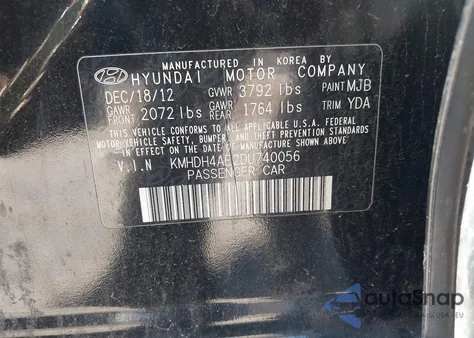 MANUFACTURED IN KOREA BY
HYUNDAI MOTOR COMPANY
DEC/18/12 GVWR 3792 lbs PAINT MJB
GAWR FRONT 2072 lbs GAWR REAR 1764 lbs TRIM YDA
THIS VEHICLE CONFORMS TO ALL APPLICABLE U.S.A. FEDERAL
MOTOR VEHICLE SAFETY, BUMPER, AND THEFT PREVENTION
STANDARDS IN EFFECT ON THE DATE OF MANUFACTURE SHOWN ABOVE.
V.I.N KMHDH4AE2DU740056
PASSENGER CAR
autoSnap